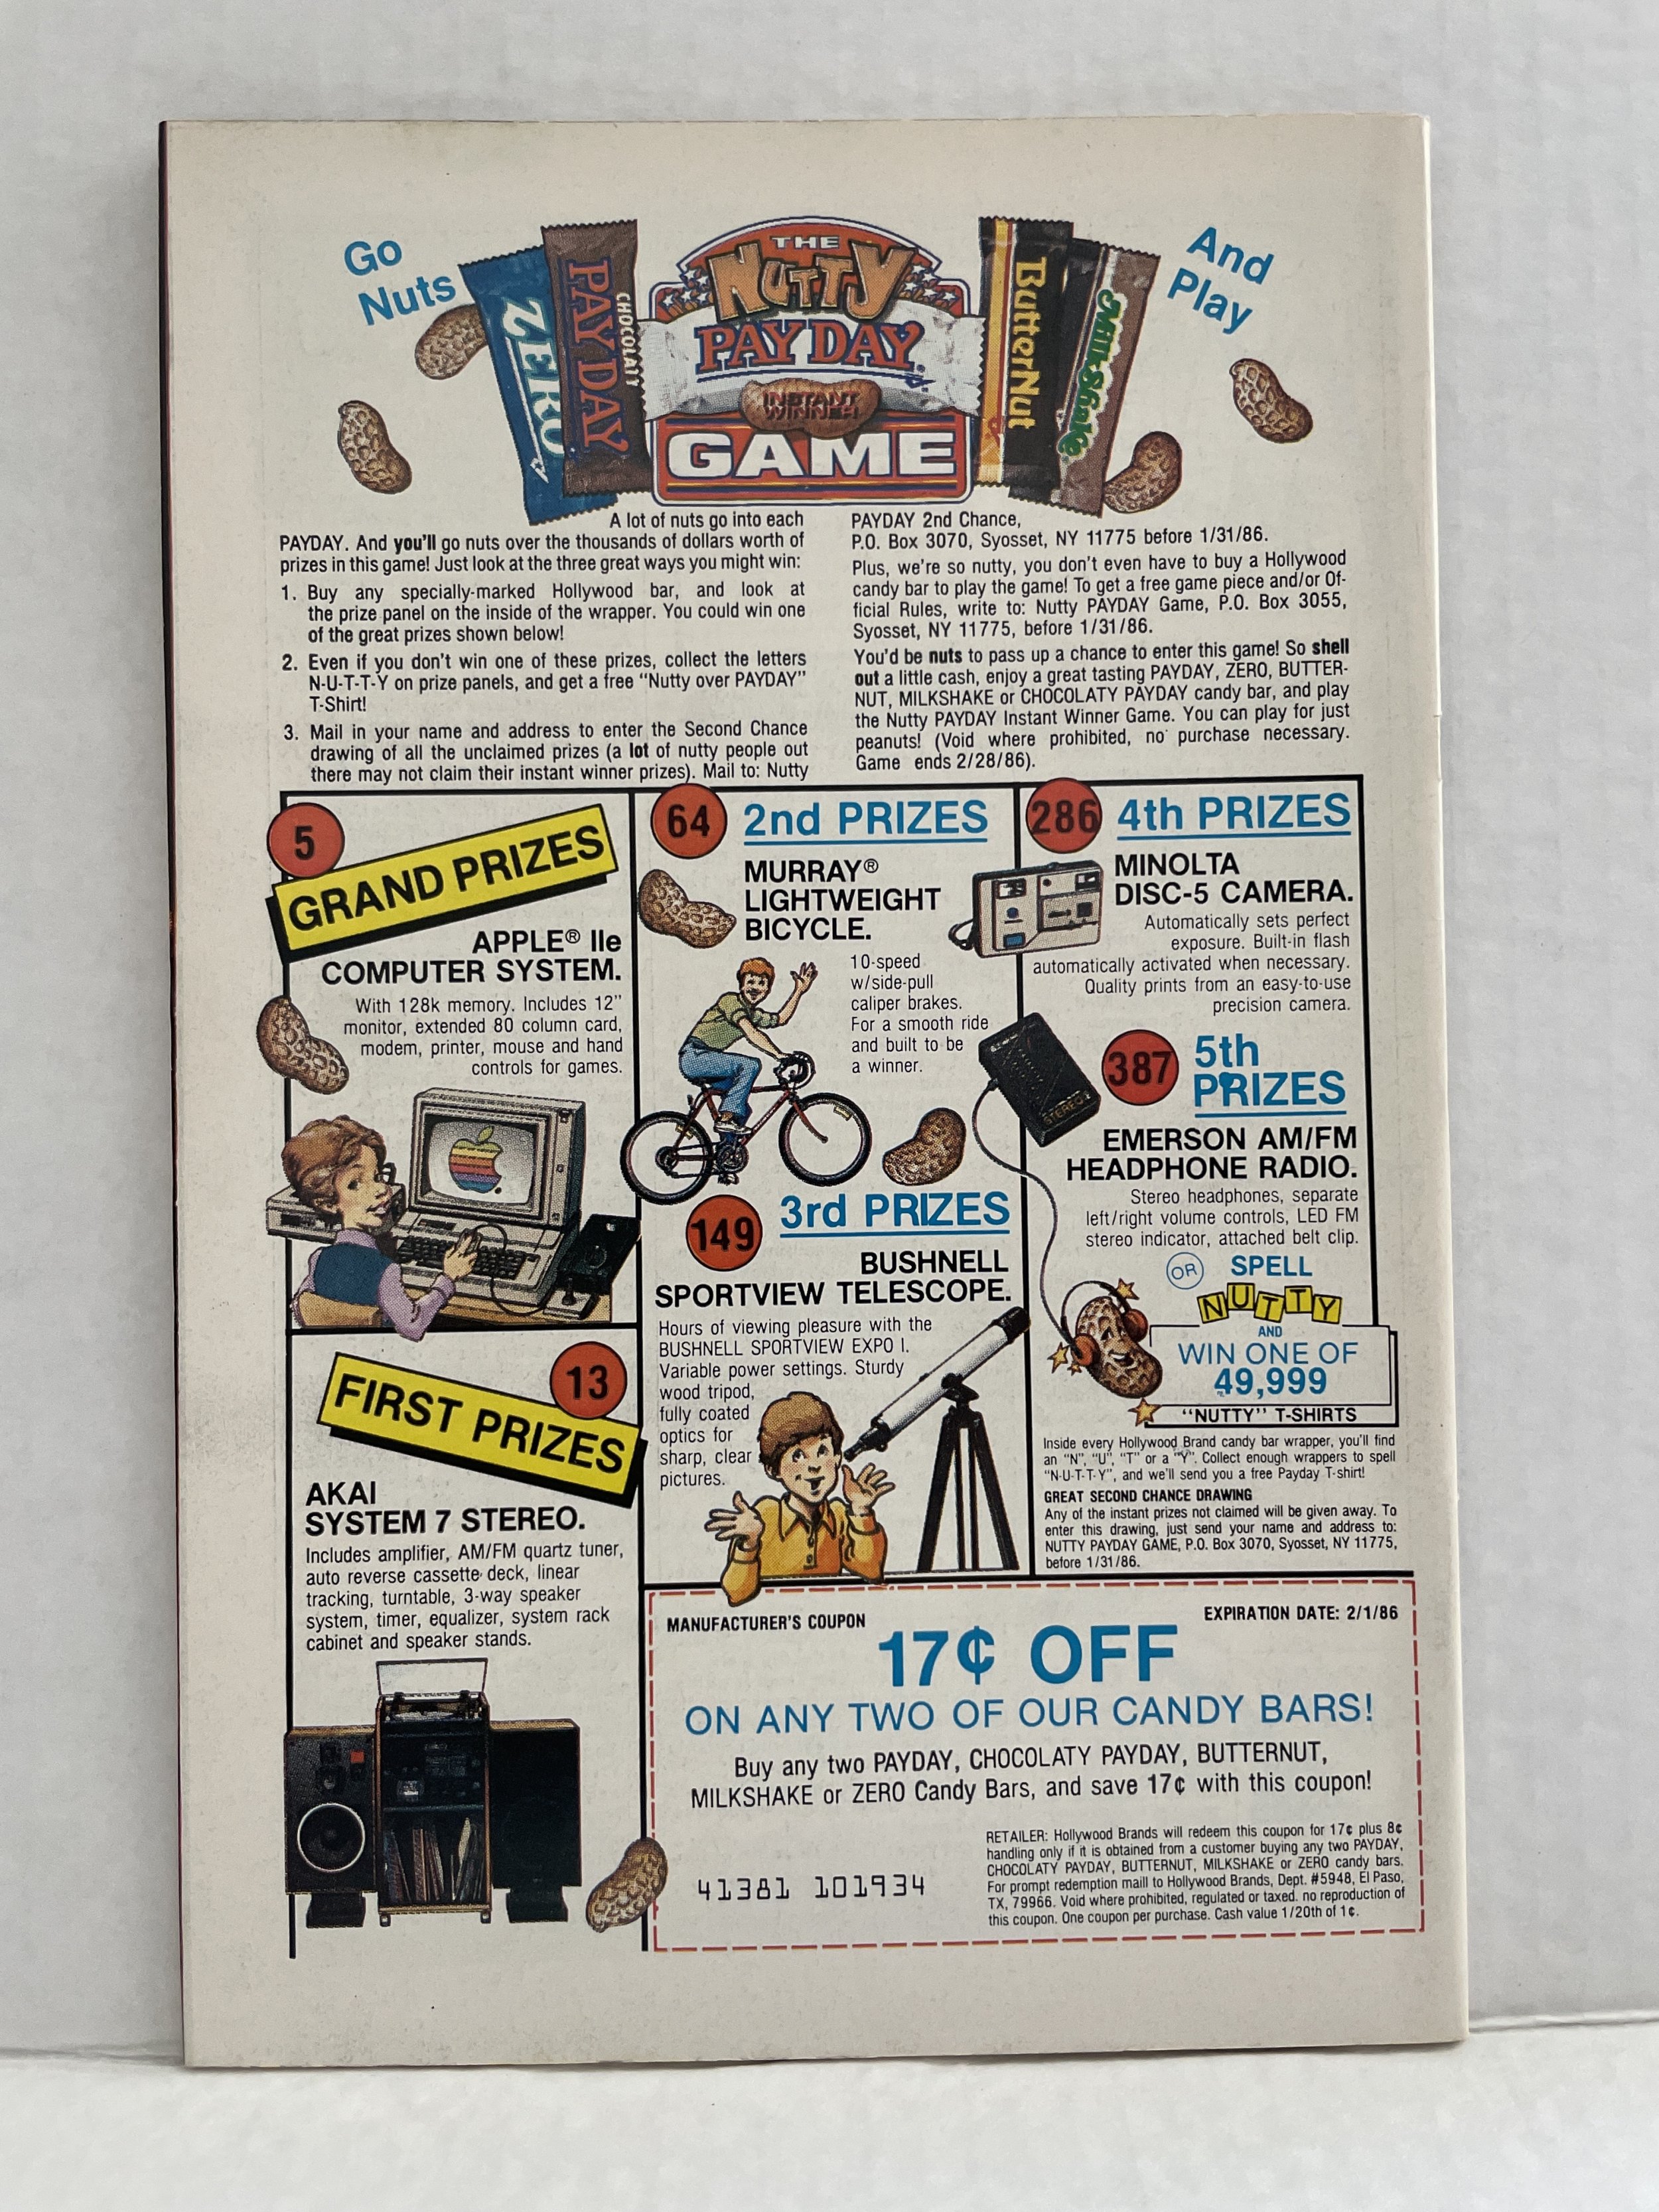 Go
Nuts
And
Play
ZERO
CHOCOLATY
PAY DAY
THE
NUTTY
PAY DAY®
INSTANT
WINNER
GAME
ButterNut
MilkShake
A lot of nuts go into each
PAYDAY. And you'll go nuts over the thousands of dollars worth of
prizes in this game! Just look at the three great ways you might win:
1. Buy any specially-marked Hollywood bar, and look at
the prize panel on the inside of the wrapper. You could win one
of the great prizes shown below!
2. Even if you don't win one of these prizes, collect the letters
N-U-T-T-Y on prize panels, and get a free "Nutty over PAYDAY"
T-Shirt!
3. Mail in your name and address to enter the Second Chance
drawing of all the unclaimed prizes (a lot of nutty people out
there may not claim their instant winner prizes). Mail to: Nutty
PAYDAY 2nd Chance,
P.O. Box 3070, Syosset, NY 11775 before 1/31/86.
Plus, we're so nutty, you don't even have to buy a Hollywood
candy bar to play the game! To get a free game piece and/or Of-
ficial Rules, write to: Nutty PAYDAY Game, P.O. Box 3055,
Syosset, NY 11775, before 1/31/86.
You'd be nuts to pass up a chance to enter this game! So shell
out a little cash, enjoy a great tasting PAYDAY, ZERO, BUTTER-
NUT, MILKSHAKE or CHOCOLATY PAYDAY candy bar, and play
the Nutty PAYDAY Instant Winner Game. You can play for just
peanuts! (Void where prohibited, no purchase necessary.
Game ends 2/28/86).
5
GRAND PRIZES
APPLE® IIe
COMPUTER SYSTEM.
With 128k memory. Includes 12"
monitor, extended 80 column card,
modem, printer, mouse and hand
controls for games.
13
FIRST PRIZES
AKAI
SYSTEM 7 STEREO.
Includes amplifier, AM/FM quartz tuner,
auto reverse cassette deck, linear
tracking, turntable, 3-way speaker
system, timer, equalizer, system rack
cabinet and speaker stands.
64
2nd PRIZES
MURRAY®
LIGHTWEIGHT
BICYCLE.
10-speed
w/side-pull
caliper brakes.
For a smooth ride
and built to be
a winner.
149
3rd PRIZES
BUSHNELL
SPORTVIEW TELESCOPE.
Hours of viewing pleasure with the
BUSHNELL SPORTVIEW EXPO I.
Variable power settings. Sturdy
wood tripod,
fully coated
optics for
sharp, clear
pictures.
286
4th PRIZES
MINOLTA
DISC-5 CAMERA.
Automatically sets perfect
exposure. Built-in flash
automatically activated when necessary.
Quality prints from an easy-to-use
precision camera.
387
5th
PRIZES
STEREO
EMERSON AM/FM
HEADPHONE RADIO.
Stereo headphones, separate
left/right volume controls, LED FM
stereo indicator, attached belt clip.
OR SPELL
NUTTY
AND
WIN ONE OF
49,999
"NUTTY" T-SHIRTS
Inside every Hollywood Brand candy bar wrapper, you'll find
an "N", "U", "T" or a "Y". Collect enough wrappers to spell
"N-U-T-T-Y", and we'll send you a free Payday T-shirt!
GREAT SECOND CHANCE DRAWING
Any of the instant prizes not claimed will be given away. To
enter this drawing, just send your name and address to:
NUTTY PAYDAY GAME, P.O. Box 3070, Syosset, NY 11775,
before 1/31/86.
MANUFACTURER'S COUPON
EXPIRATION DATE: 2/1/86
17¢ OFF
ON ANY TWO OF OUR CANDY BARS!
Buy any two PAYDAY, CHOCOLATY PAYDAY, BUTTERNUT,
MILKSHAKE or ZERO Candy Bars, and save 17¢ with this coupon!
41381 101934
RETAILER: Hollywood Brands will redeem this coupon for 17¢ plus 8¢
handling only if it is obtained from a customer buying any two PAYDAY,
CHOCOLATY PAYDAY, BUTTERNUT, MILKSHAKE or ZERO candy bars.
For prompt redemption maill to Hollywood Brands, Dept. #5948, El Paso,
TX, 79966. Void where prohibited, regulated or taxed. no reproduction of
this coupon. One coupon per purchase. Cash value 1/20th of 1¢.